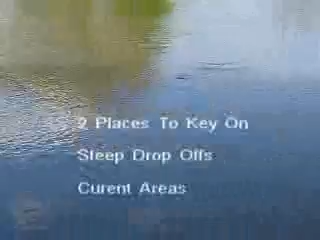 2 Places To Key On
Sleep Drop Offs
Curent Areas